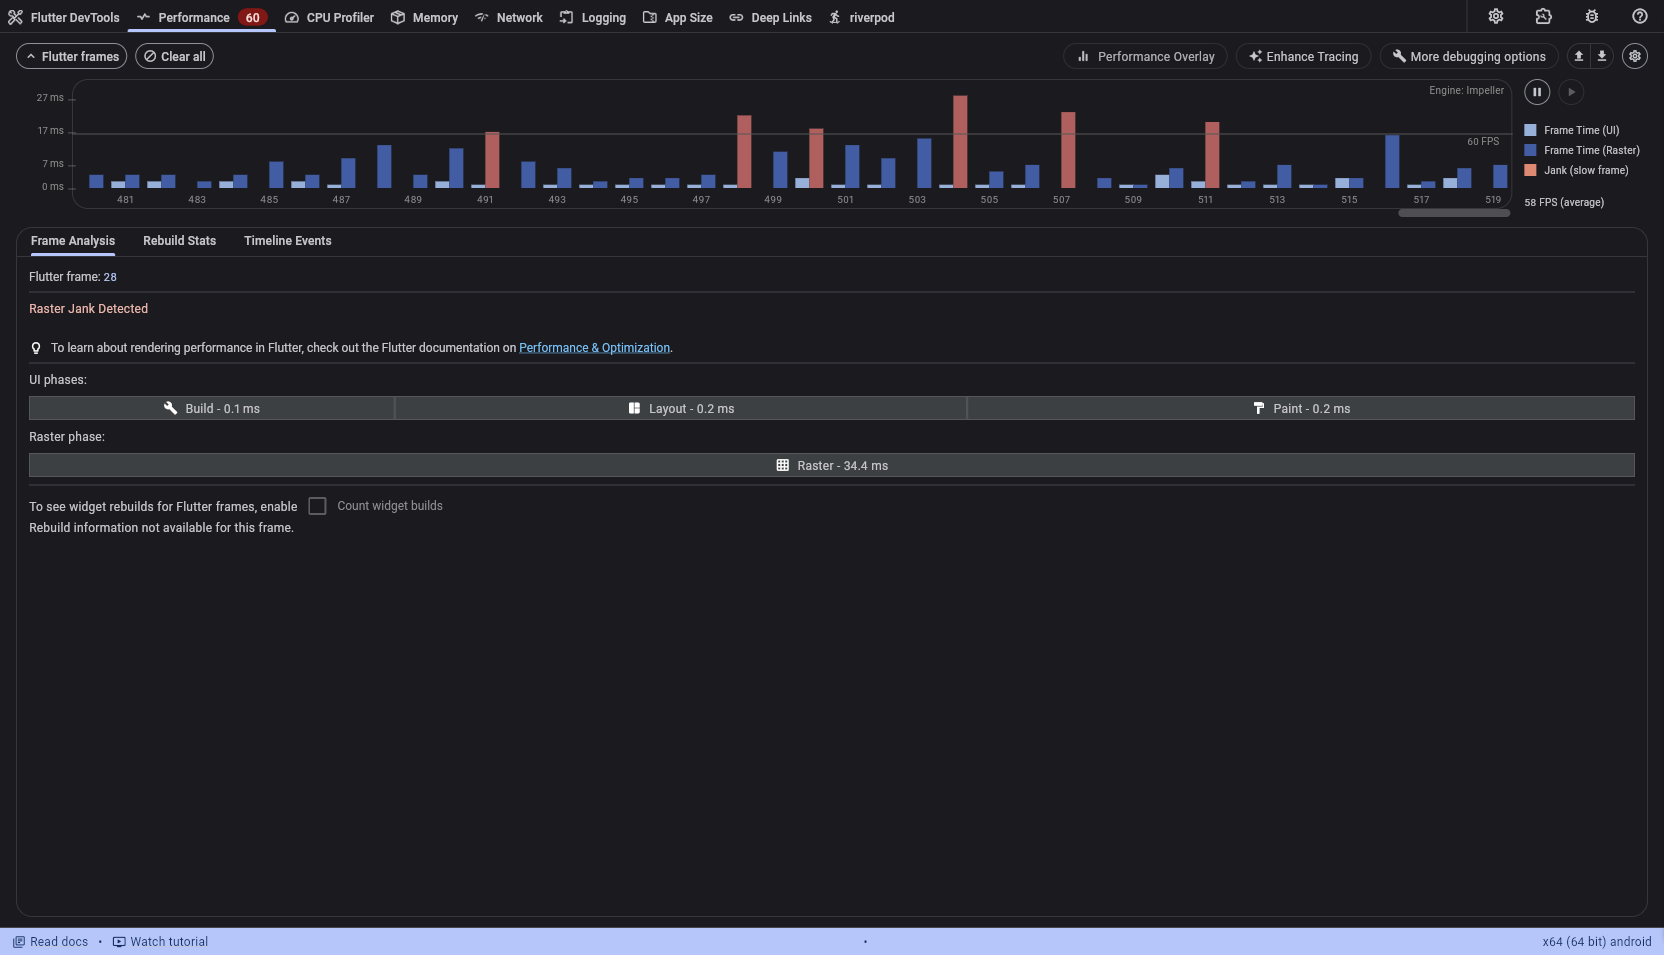 Flutter DevTools Performance 60 CPU Profiler Memory Network Logging App Size Deep Links riverpod
Flutter frames Clear all Performance Overlay Enhance Tracing More debugging options
Engine: Impeller
27 ms
17 ms
7 ms
0 ms
60 FPS
481 483 485 487 489 491 493 495 497 499 501 503 505 507 509 511 513 515 517 519
Frame Time (UI)
Frame Time (Raster)
Jank (slow frame)
58 FPS (average)
Frame Analysis Rebuild Stats Timeline Events
Flutter frame: 28
Raster Jank Detected
To learn about rendering performance in Flutter, check out the Flutter documentation on Performance & Optimization.
UI phases:
Build - 0.1 ms Layout - 0.2 ms Paint - 0.2 ms
Raster phase:
Raster - 34.4 ms
To see widget rebuilds for Flutter frames, enable Count widget builds
Rebuild information not available for this frame.
Read docs • Watch tutorial • x64 (64 bit) android